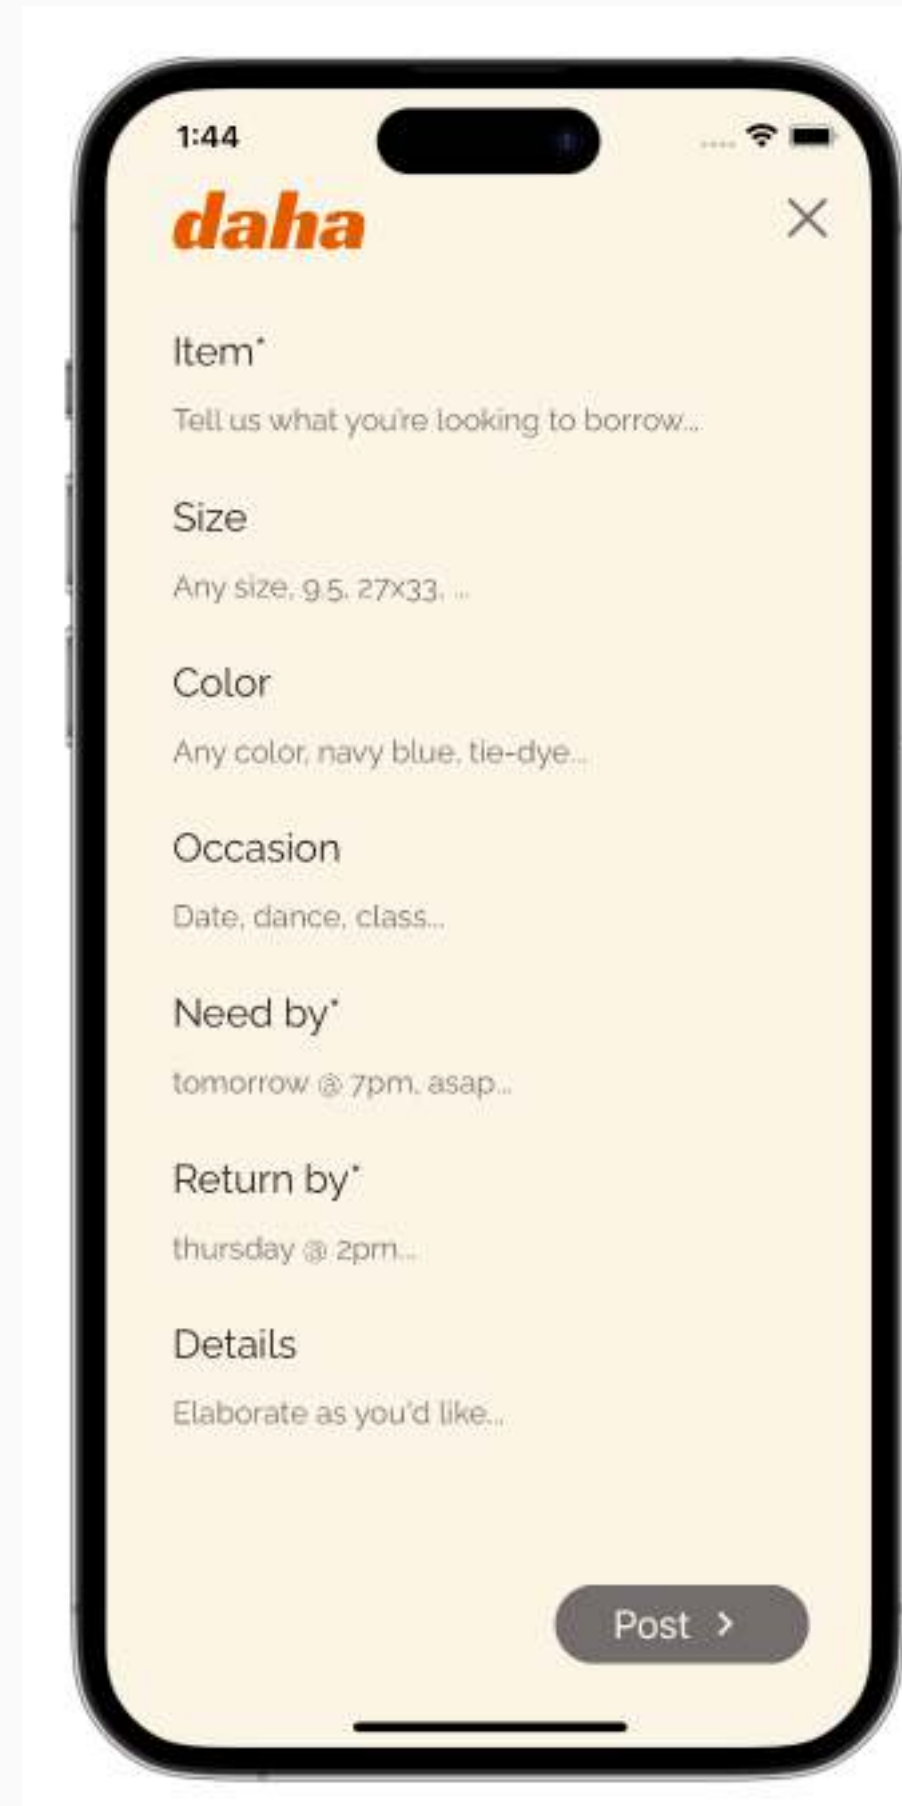 1:44
daha
Item*
Tell us what you're looking to borrow...
Size
Any size, 9.5, 27x33, ...
Color
Any color, navy blue, tie-dye...
Occasion
Date, dance, class...
Need by*
tomorrow @ 7pm, asap...
Return by*
thursday @ 2pm...
Details
Elaborate as you'd like...
Post >